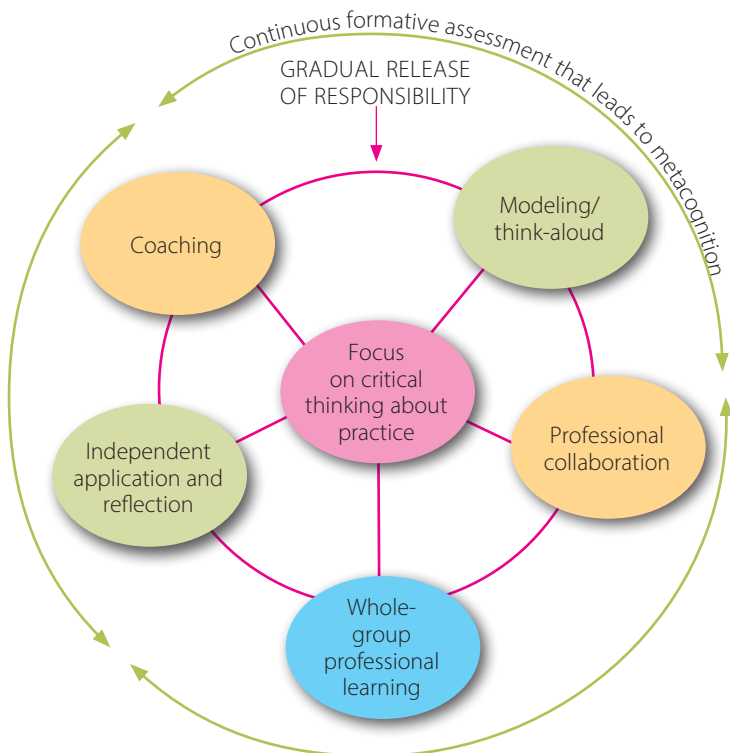 Continuous formative assessment that leads to metacognition
GRADUAL RELEASE
OF RESPONSIBILITY
Modeling/
think-aloud
Coaching
Focus
on critical
thinking about
practice
Professional
collaboration
Independent
application and
reflection
Whole-
group
professional
learning